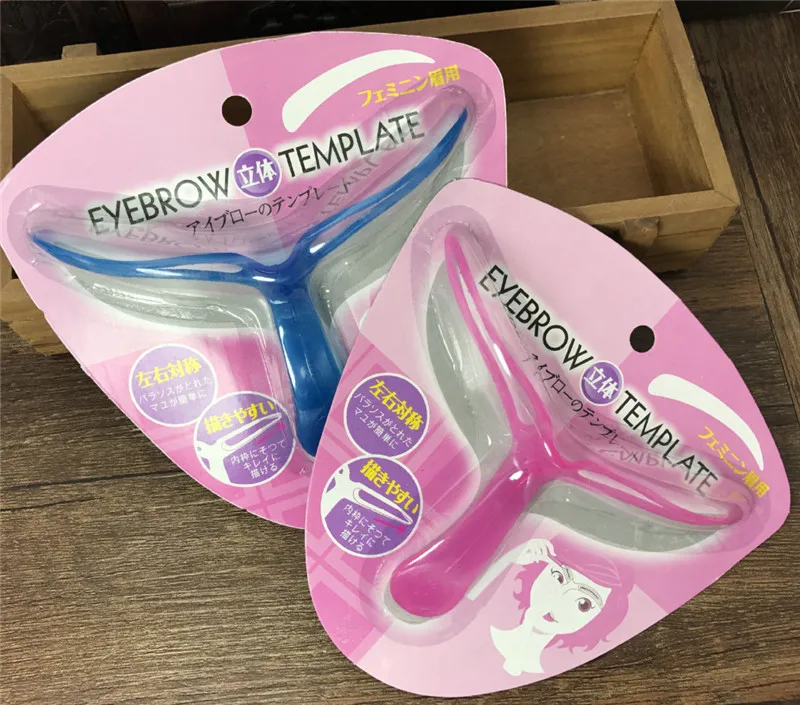 フェミニン眉用
EYEBROW 立体 TEMPLATE
アイブローのテンプレート
左右対称
バラソスがとれた
マユが簡単に
描きやすい
内枠にそって
キレイに
描ける
フェミニン眉用
EYEBROW 立体 TEMPLATE
アイブローのテンプレ
左右対称
バラソスがとれた
マユが簡単に
描きやすい
内枠にそって
キレイに
描ける